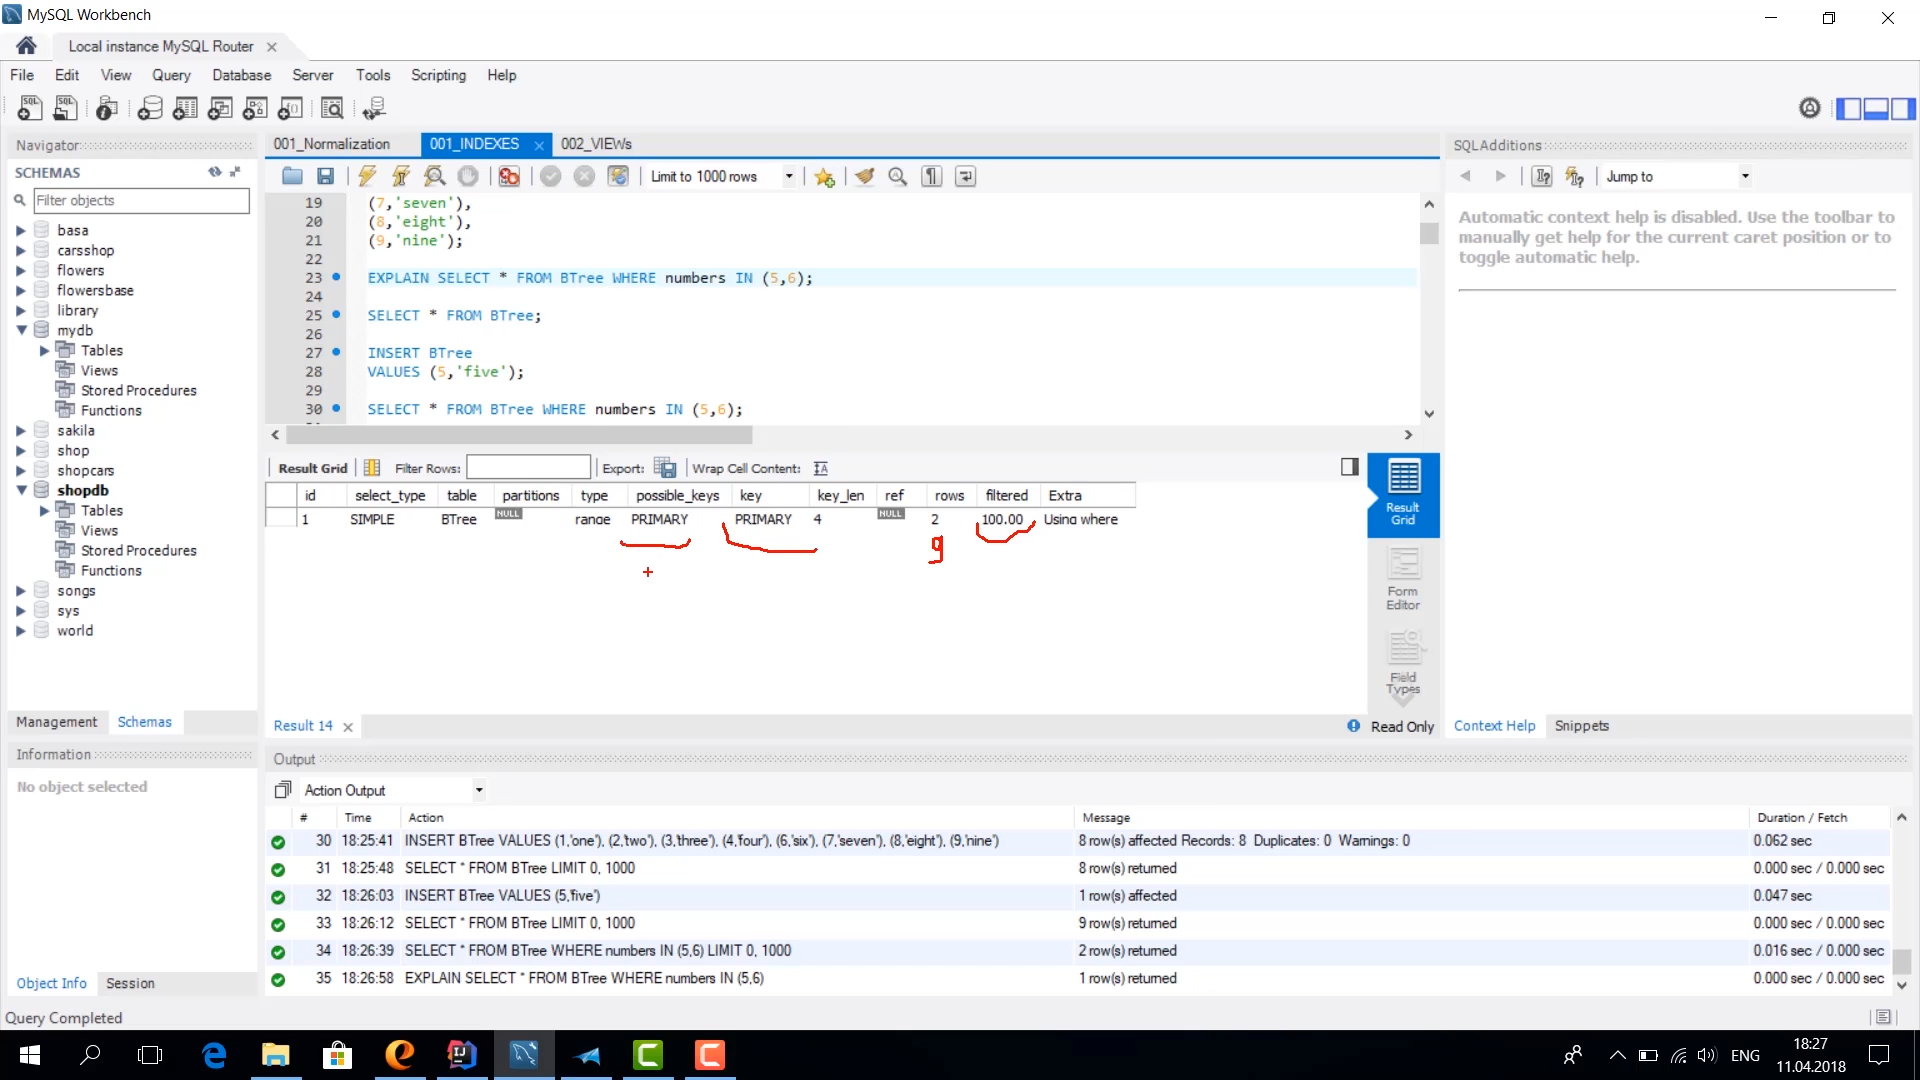 MySQL Workbench
Local instance MySQL Router
File Edit View Query Database Server Tools Scripting Help
Navigator
SCHEMAS
Filter objects
basa
carsshop
flowers
flowersbase
library
mydb
Tables
Views
Stored Procedures
Functions
sakila
shop
shopcars
shopdb
Tables
Views
Stored Procedures
Functions
songs
sys
world
Management Schemas
Information
No object selected
Object Info Session
Query Completed
001_Normalization 001_INDEXES 002_VIEWs
Limit to 1000 rows
19 (7,'seven'),
20 (8,'eight'),
21 (9,'nine');
22
23 EXPLAIN SELECT * FROM BTree WHERE numbers IN (5,6);
24
25 SELECT * FROM BTree;
26
27 INSERT BTree
28 VALUES (5,'five');
29
30 SELECT * FROM BTree WHERE numbers IN (5,6);
Result Grid Filter Rows: Export: Wrap Cell Content:
id select_type table partitions type possible_keys key key_len ref rows filtered Extra
1 SIMPLE BTree NULL range PRIMARY PRIMARY 4 NULL 2 100.00 Using where
9
Result Grid
Form Editor
Field Types
Result 14
Read Only
SQLAdditions
Jump to
Automatic context help is disabled. Use the toolbar to
manually get help for the current caret position or to
toggle automatic help.
Context Help Snippets
Output
Action Output
# Time Action Message Duration / Fetch
30 18:25:41 INSERT BTree VALUES (1,'one'), (2,'two'), (3,'three'), (4,'four'), (6,'six'), (7,'seven'), (8,'eight'), (9,'nine') 8 row(s) affected Records: 8 Duplicates: 0 Warnings: 0 0.062 sec
31 18:25:48 SELECT * FROM BTree LIMIT 0, 1000 8 row(s) returned 0.000 sec / 0.000 sec
32 18:26:03 INSERT BTree VALUES (5,'five') 1 row(s) affected 0.047 sec
33 18:26:12 SELECT * FROM BTree LIMIT 0, 1000 9 row(s) returned 0.000 sec / 0.000 sec
34 18:26:39 SELECT * FROM BTree WHERE numbers IN (5,6) LIMIT 0, 1000 2 row(s) returned 0.016 sec / 0.000 sec
35 18:26:58 EXPLAIN SELECT * FROM BTree WHERE numbers IN (5,6) 1 row(s) returned 0.000 sec / 0.000 sec
ENG
18:27
11.04.2018